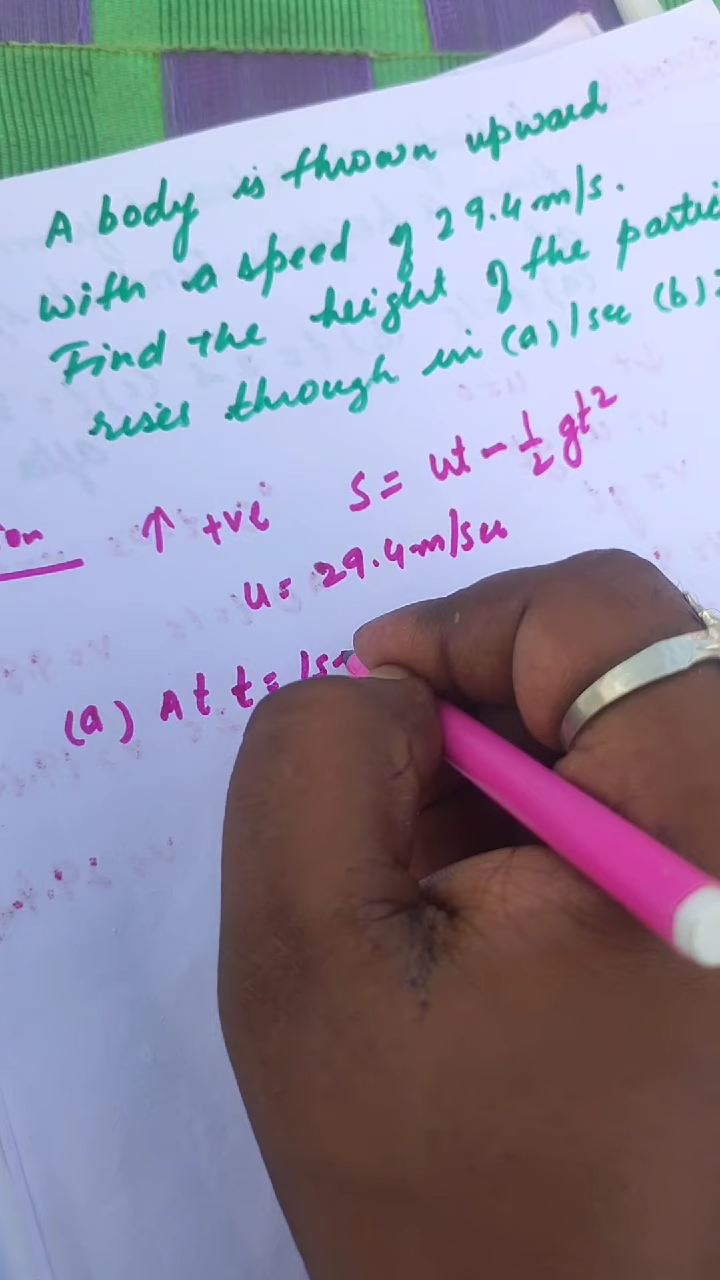 A body is thrown upward
with a speed of 29.4 m/s.
Find the height of the
rises through in (a) 1 sec (b)
↑ +ve S = ut - 1/2 gt²
u = 29.4 m/sec
(a) At t =